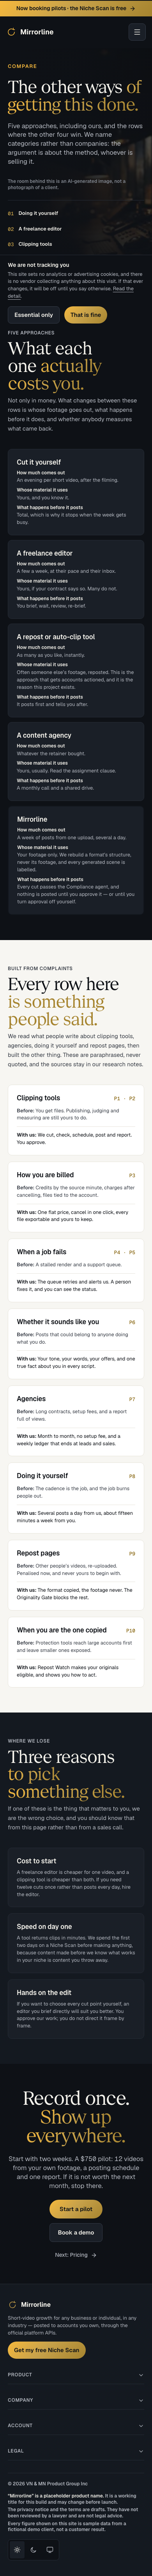 Now booking pilots · the Niche Scan is free →
Mirrorline
COMPARE
The other ways of
getting this done.
Five approaches, including ours, and the rows
where the other four win. We name
categories rather than companies: the
argument is about the method, whoever is
selling it.
The room behind this is an AI-generated image, not a
photograph of a client.
01 Doing it yourself
02 A freelance editor
03 Clipping tools
We are not tracking you
This site sets no analytics or advertising cookies, and there
is no vendor collecting anything about this visit. If that ever
changes, it will be off until you say otherwise. Read the
detail.
Essential only
That is fine
FIVE APPROACHES
What each
one actually
costs you.
Not only in money. What changes between these
rows is whose footage goes out, what happens
before it does, and whether anybody measures
what came back.
Cut it yourself
How much comes out
An evening per short video, after the filming.
Whose material it uses
Yours, and you know it.
What happens before it posts
Total, which is why it stops when the week gets
busy.
A freelance editor
How much comes out
A few a week, at their pace and their inbox.
Whose material it uses
Yours, if your contract says so. Many do not.
What happens before it posts
You brief, wait, review, re-brief.
A repost or auto-clip tool
How much comes out
As many as you like, instantly.
Whose material it uses
Often someone else's footage, reposted. This is the
approach that gets accounts actioned, and it is the
reason this project exists.
What happens before it posts
It posts first and tells you after.
A content agency
How much comes out
Whatever the retainer bought.
Whose material it uses
Yours, usually. Read the assignment clause.
What happens before it posts
A monthly call and a shared drive.
Mirrorline
How much comes out
A week of posts from one upload, several a day.
Whose material it uses
Your footage only. We rebuild a format's structure,
never its footage, and every generated scene is
labeled.
What happens before it posts
Every cut passes the Compliance agent, and
nothing is posted until you approve it — or until you
turn approval off yourself.
BUILT FROM COMPLAINTS
Every row here
is something
people said.
We read what people write about clipping tools,
agencies, doing it yourself and repost pages, then
built the other thing. These are paraphrased, never
quoted, and the sources stay in our research notes.
Clipping tools P1 · P2
Before: You get files. Publishing, judging and
measuring are still yours to do.
With us: We cut, check, schedule, post and report.
You approve.
How you are billed P3
Before: Credits by the source minute, charges after
cancelling, files tied to the account.
With us: One flat price, cancel in one click, every
file exportable and yours to keep.
When a job fails P4 · P5
Before: A stalled render and a support queue.
With us: The queue retries and alerts us. A person
fixes it, and you can see the status.
Whether it sounds like you P6
Before: Posts that could belong to anyone doing
what you do.
With us: Your tone, your words, your offers, and one
true fact about you in every script.
Agencies P7
Before: Long contracts, setup fees, and a report
full of views.
With us: Month to month, no setup fee, and a
weekly ledger that ends at leads and sales.
Doing it yourself P8
Before: The cadence is the job, and the job burns
people out.
With us: Several posts a day from us, about fifteen
minutes a week from you.
Repost pages P9
Before: Other people's videos, re-uploaded.
Penalised now, and never yours to begin with.
With us: The format copied, the footage never. The
Originality Gate blocks the rest.
When you are the one copied P10
Before: Protection tools reach large accounts first
and leave smaller ones exposed.
With us: Repost Watch makes your originals
eligible, and shows you how to act.
WHERE WE LOSE
Three reasons
to pick
something else.
If one of these is the thing that matters to you, we
are the wrong choice, and you should know that
from this page rather than from a sales call.
Cost to start
A freelance editor is cheaper for one video, and a
clipping tool is cheaper than both. If you need
twelve cuts once rather than posts every day, hire
the editor.
Speed on day one
A tool returns clips in minutes. We spend the first
two days on a Niche Scan before making anything,
because content made before we know what works
in your niche is content you throw away.
Hands on the edit
If you want to choose every cut point yourself, an
editor you brief directly will suit you better. You
approve our work; you do not direct it frame by
frame.
Record once.
Show up
everywhere.
Start with two weeks. A $750 pilot: 12 videos
from your own footage, a posting schedule
and one report. If it is not worth the next
month, stop there.
Start a pilot
Book a demo
Next: Pricing →
Mirrorline
Short-video growth for any business or individual, in any
industry — posted to accounts you own, through the
official platform APIs.
Get my free Niche Scan
PRODUCT
COMPANY
ACCOUNT
LEGAL
© 2026 VN & MN Product Group Inc
"Mirrorline" is a placeholder product name. It is a working
title for this build and may change before launch.
The privacy notice and the terms are drafts. They have not
been reviewed by a lawyer and are not legal advice.
Every figure shown on this site is sample data from a
fictional demo client, not a customer result.